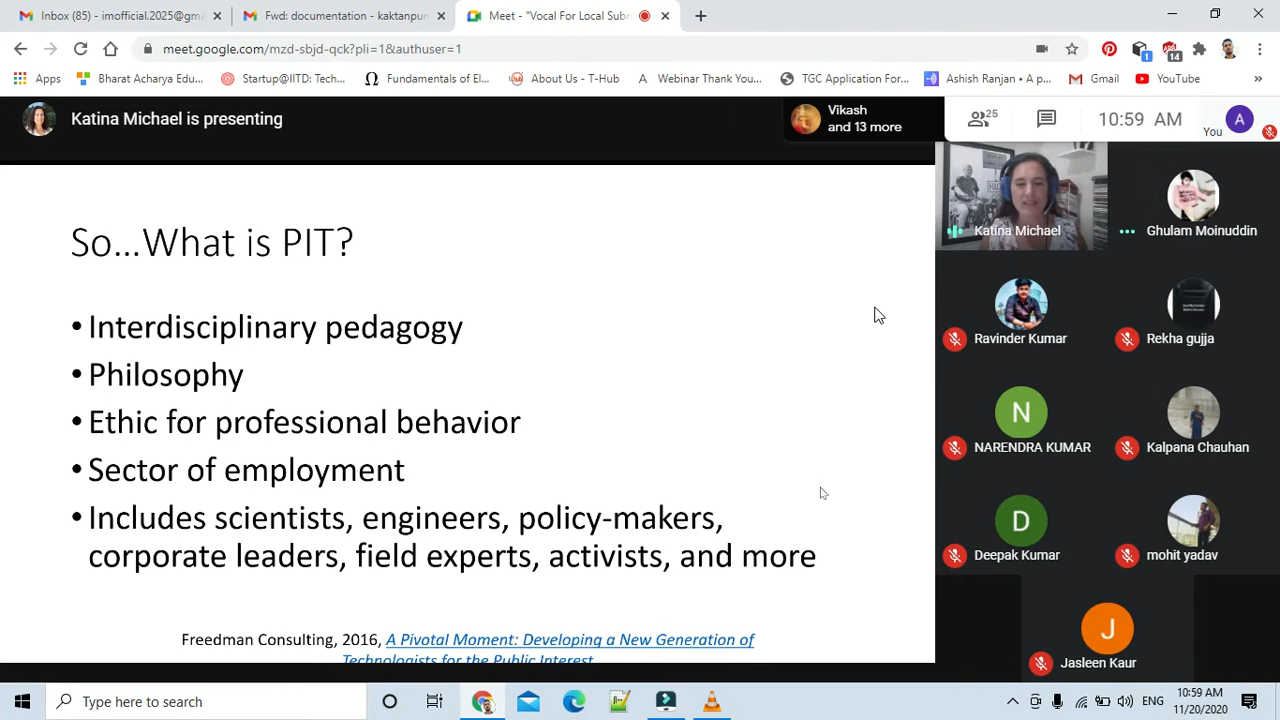 Inbox (85) - imofficial.2025@gma
Fwd: documentation - kaktanpur
Meet - "Vocal For Local Subm
meet.google.com/mzd-sbjd-qck?pli=1&authuser=1
Apps
Bharat Acharya Edu...
Startup@IITD: Tech...
Fundamentals of El...
About Us - T-Hub
A Webinar Thank You...
TGC Application For...
Ashish Ranjan • A p...
Gmail
YouTube
»
1
14
Katina Michael is presenting
Vikash
and 13 more
25
10:59 AM
You
A
So...What is PIT?
• Interdisciplinary pedagogy
• Philosophy
• Ethic for professional behavior
• Sector of employment
• Includes scientists, engineers, policy-makers,
corporate leaders, field experts, activists, and more
Freedman Consulting, 2016, A Pivotal Moment: Developing a New Generation of
Technologists for the Public Interest
Katina Michael
Ghulam Moinuddin
Ravinder Kumar
Rekha gujja
N
NARENDRA KUMAR
Kalpana Chauhan
D
Deepak Kumar
mohit yadav
J
Jasleen Kaur
Type here to search
ENG
10:59 AM
11/20/2020